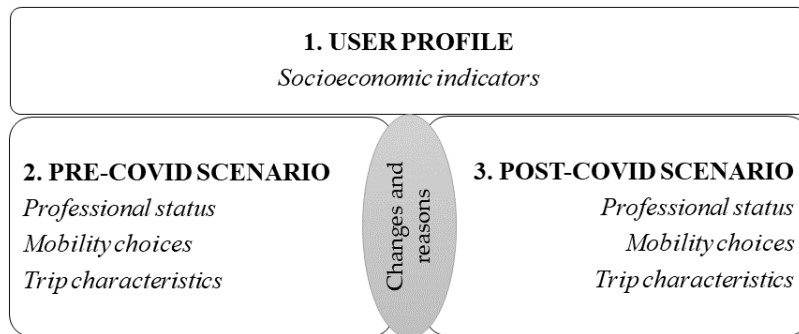 1. USER PROFILE
Socioeconomic indicators
2. PRE-COVID SCENARIO
Professional status
Mobility choices
Trip characteristics
Changes and
reasons
3. POST-COVID SCENARIO
Professional status
Mobility choices
Trip characteristics